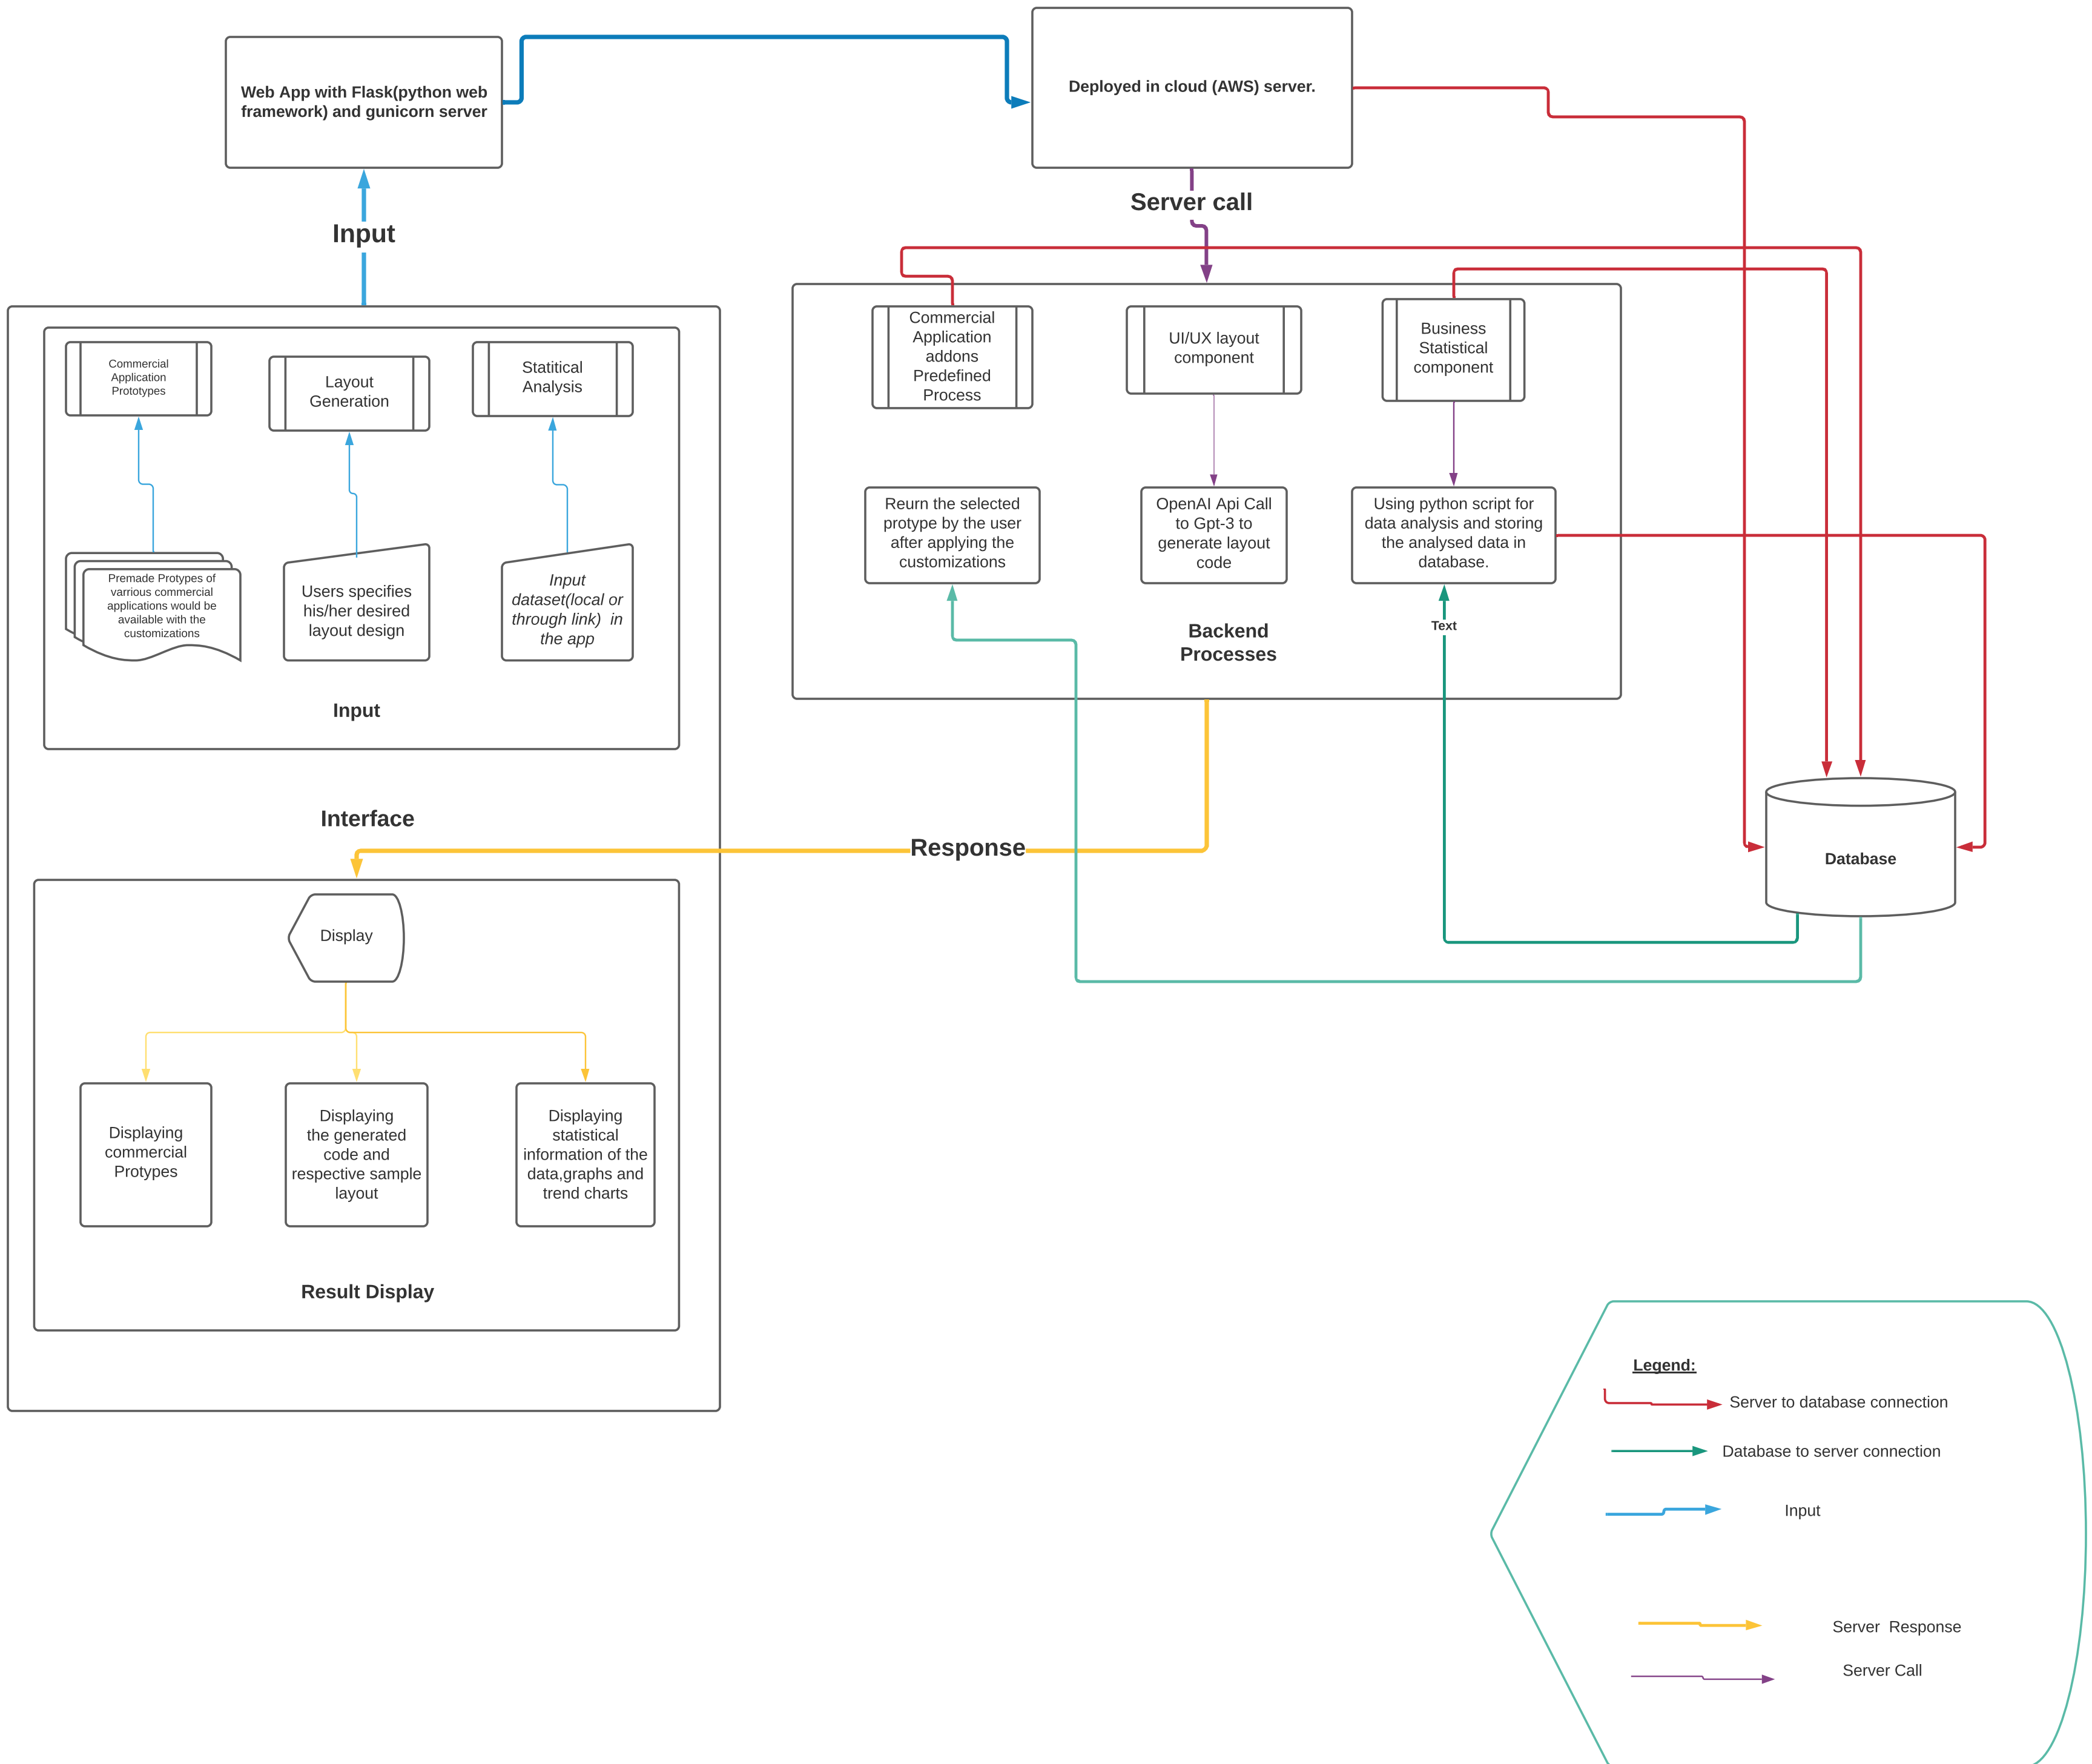 Web App with Flask(python web
framework) and gunicorn server
Deployed in cloud (AWS) server.
Input
Server call
Commercial
Application
Prototypes
Layout
Generation
Statitical
Analysis
Premade Protypes of
varrious commercial
applications would be
available with the
customizations
Users specifies
his/her desired
layout design
Input
dataset(local or
through link)  in
the app
Input
Commercial
Application
addons
Predefined
Process
UI/UX layout
component
Business
Statistical
component
Reurn the selected
protype by the user
after applying the
customizations
OpenAI Api Call
to Gpt-3 to
generate layout
code
Using python script for
data analysis and storing
the analysed data in
database.
Text
Backend
Processes
Interface
Response
Database
Display
Displaying
commercial
Protypes
Displaying
the generated
code and
respective sample
layout
Displaying
statistical
information of the
data,graphs and
trend charts
Result Display
Legend:
Server to database connection
Database to server connection
Input
Server  Response
Server Call